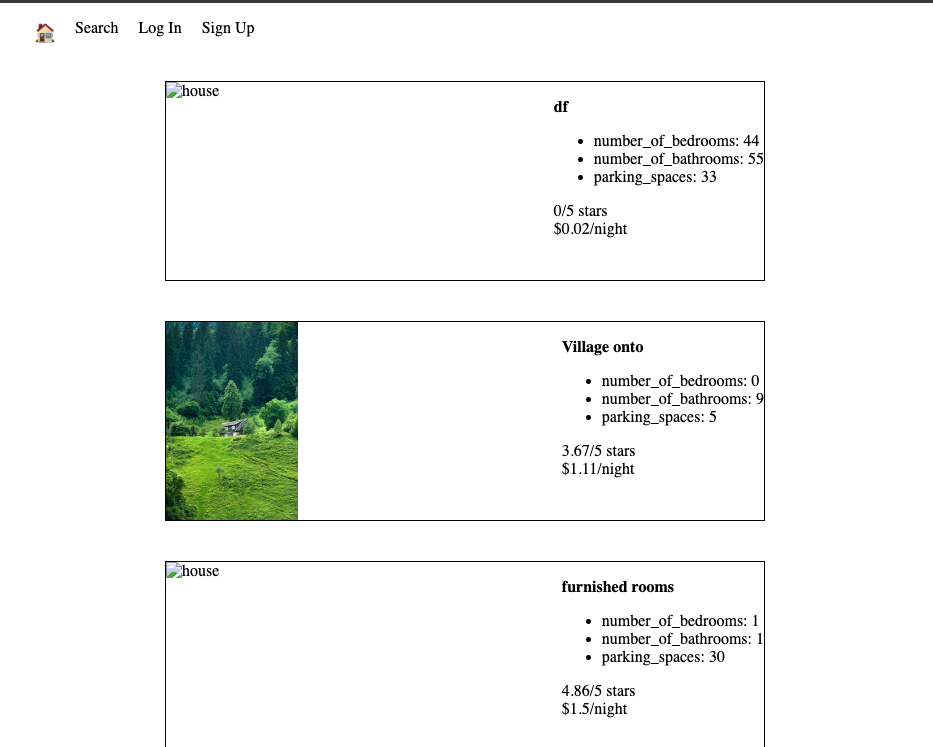 Search Log In Sign Up
house
df
number_of_bedrooms: 44
number_of_bathrooms: 55
parking_spaces: 33
0/5 stars
$0.02/night
Village onto
number_of_bedrooms: 0
number_of_bathrooms: 9
parking_spaces: 5
3.67/5 stars
$1.11/night
house
furnished rooms
number_of_bedrooms: 1
number_of_bathrooms: 1
parking_spaces: 30
4.86/5 stars
$1.5/night